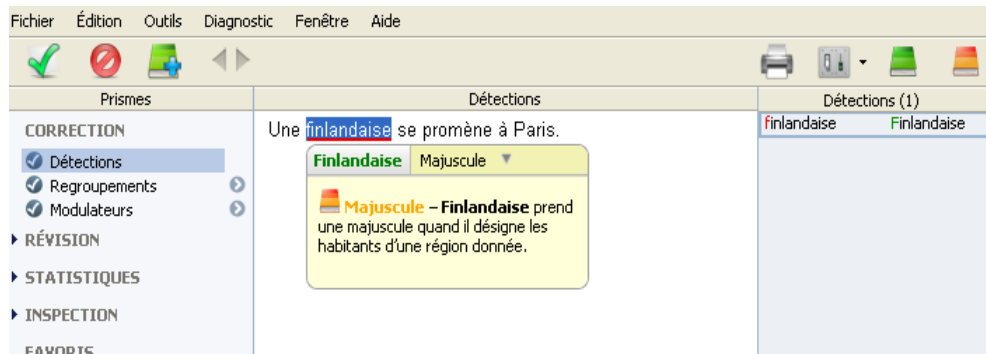 Fichier Édition Outils Diagnostic Fenêtre Aide
Prismes
Détections
Détections (1)
CORRECTION
Détections
Regroupements
Modulateurs
RÉVISION
STATISTIQUES
INSPECTION
FAVORIS
Une finlandaise se promène à Paris.
Finlandaise Majuscule
Majuscule – Finlandaise prend
une majuscule quand il désigne les
habitants d'une région donnée.
finlandaise Finlandaise